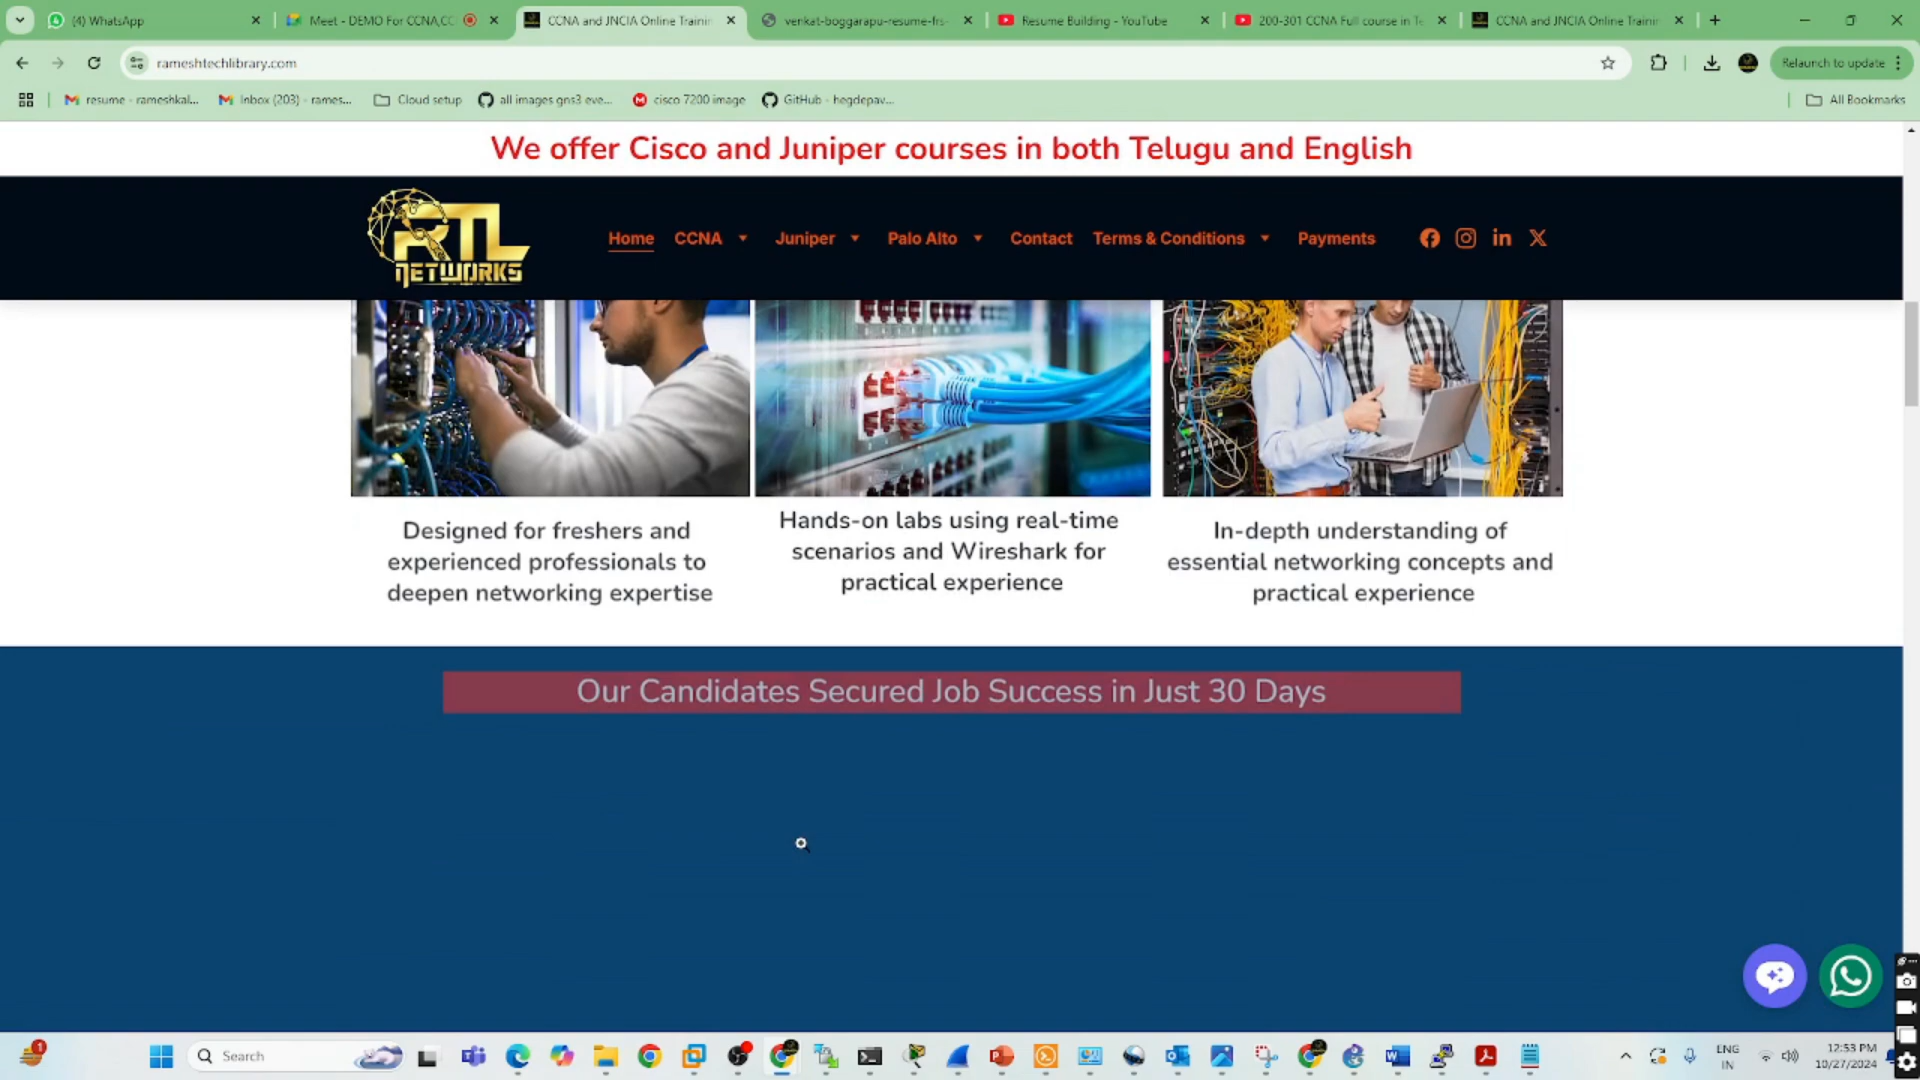 (4) WhatsApp
Meet - DEMO For CCNA,CC
CCNA and JNCIA Online Trainin
venkat-boggarapu-resume-frs-
Resume Building - YouTube
200-301 CCNA Full course in Te
CCNA and JNCIA Online Trainin
rameshtechlibrary.com
Relaunch to update
resume - rameshkal...
Inbox (203) - rames...
Cloud setup
all images gns3 eve...
cisco 7200 image
GitHub - hegdepav...
All Bookmarks
We offer Cisco and Juniper courses in both Telugu and English
RTL
NETWORKS
Home
CCNA
Juniper
Palo Alto
Contact
Terms & Conditions
Payments
Designed for freshers and
experienced professionals to
deepen networking expertise
Hands-on labs using real-time
scenarios and Wireshark for
practical experience
In-depth understanding of
essential networking concepts and
practical experience
Our Candidates Secured Job Success in Just 30 Days
1
Search
ENG
IN
12:53 PM
10/27/2024